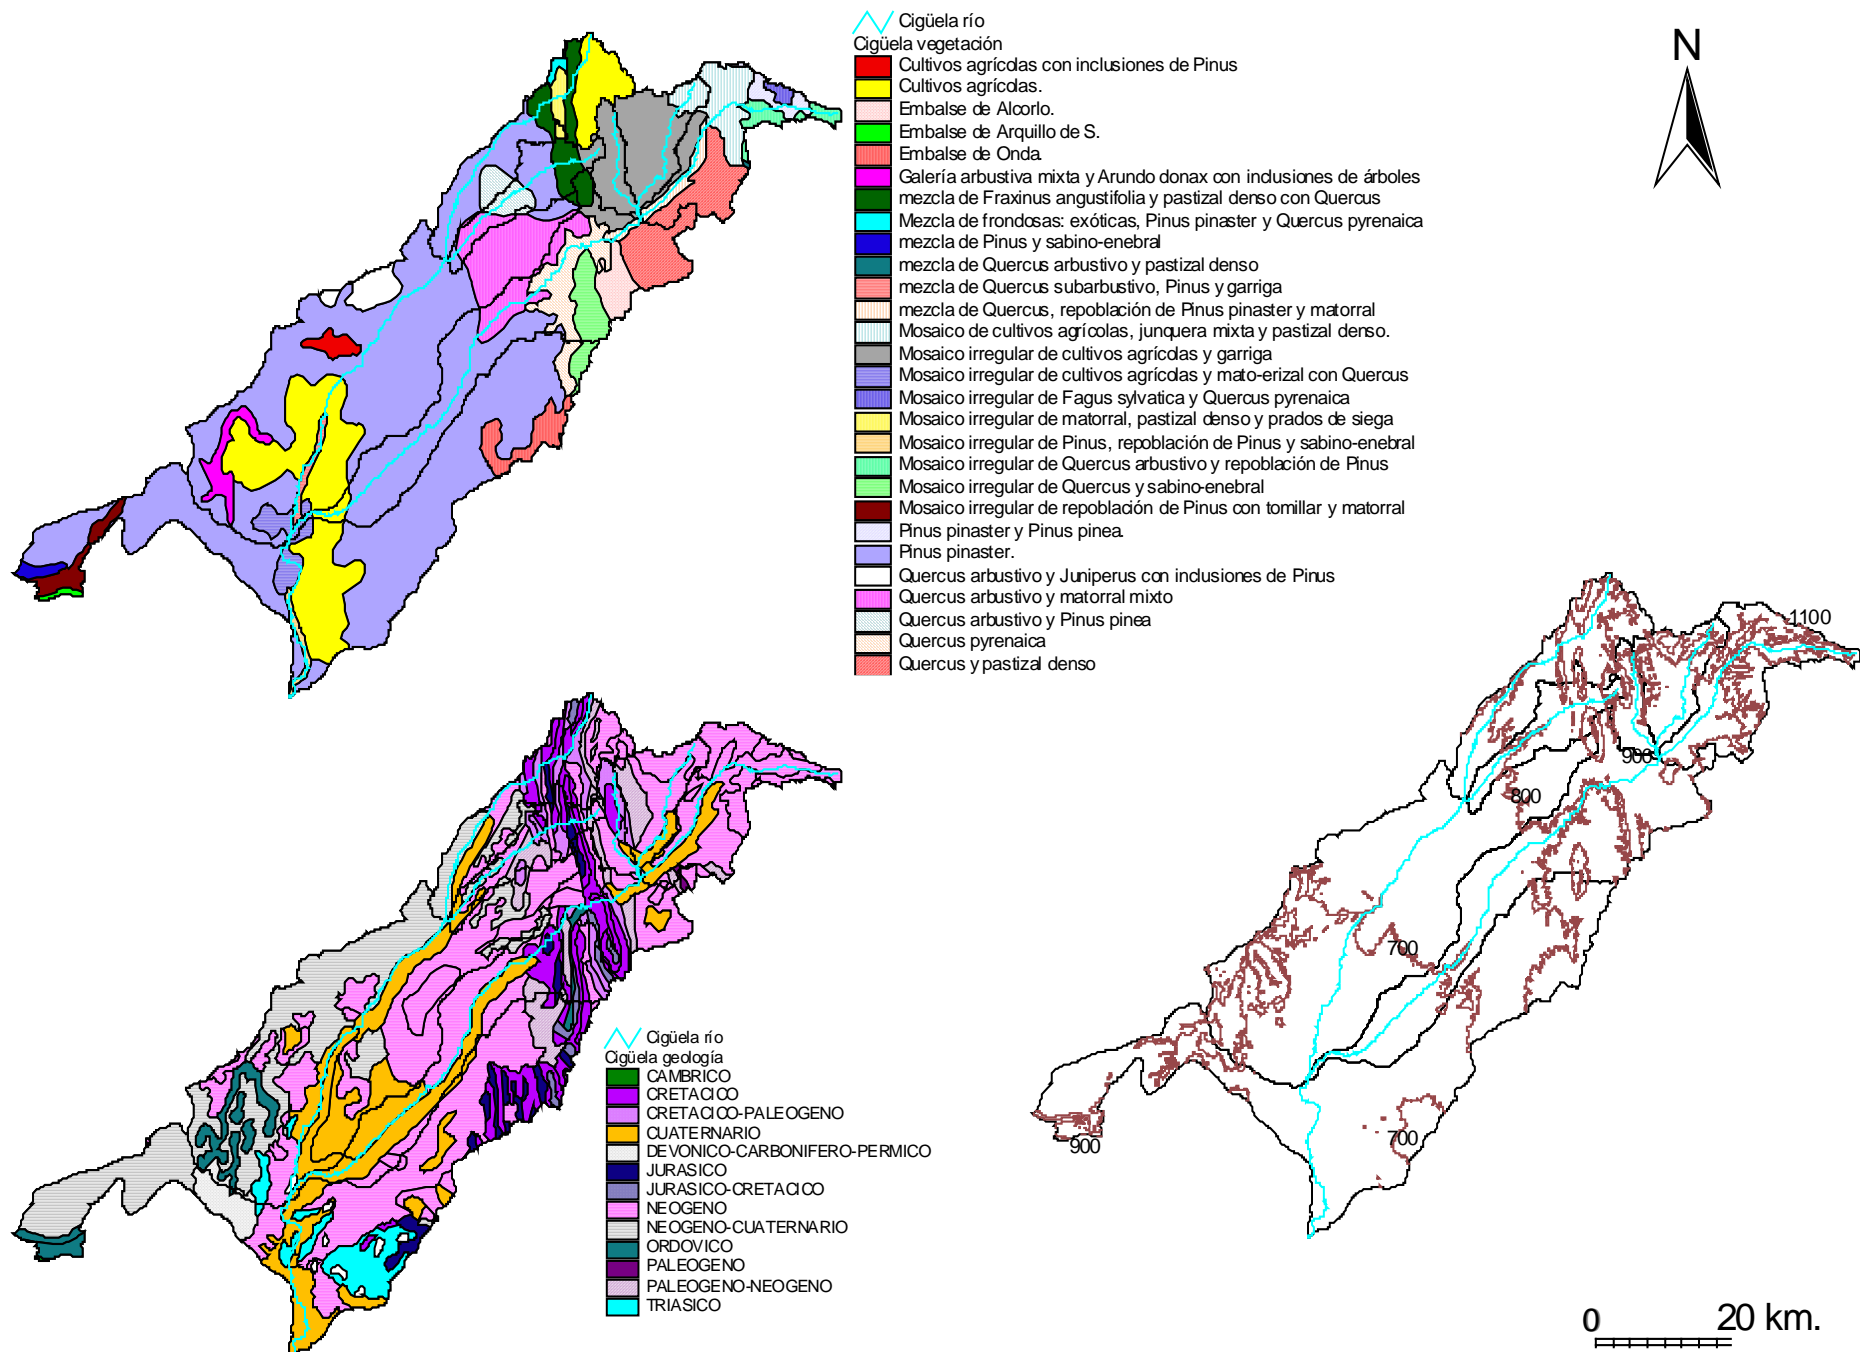 Cigüela río
Cigüela vegetación
Cultivos agrícolas con inclusiones de Pinus
Cultivos agrícolas.
Embalse de Alcorlo.
Embalse de Arquillo de S.
Embalse de Onda.
Galería arbustiva mixta y Arundo donax con inclusiones de árboles
mezcla de Fraxinus angustifolia y pastizal denso con Quercus
Mezcla de frondosas: exóticas, Pinus pinaster y Quercus pyrenaica
mezcla de Pinus y sabino-enebral
mezcla de Quercus arbustivo y pastizal denso
mezcla de Quercus subarbustivo, Pinus y garriga
mezcla de Quercus, repoblación de Pinus pinaster y matorral
Mosaico de cultivos agrícolas, junquera mixta y pastizal denso.
Mosaico irregular de cultivos agrícolas y garriga
Mosaico irregular de cultivos agrícolas y mato-erizal con Quercus
Mosaico irregular de Fagus sylvatica y Quercus pyrenaica
Mosaico irregular de matorral, pastizal denso y prados de siega
Mosaico irregular de Pinus, repoblación de Pinus y sabino-enebral
Mosaico irregular de Quercus arbustivo y repoblación de Pinus
Mosaico irregular de Quercus y sabino-enebral
Mosaico irregular de repoblación de Pinus con tomillar y matorral
Pinus pinaster y Pinus pinea.
Pinus pinaster.
Quercus arbustivo y Juniperus con inclusiones de Pinus
Quercus arbustivo y matorral mixto
Quercus arbustivo y Pinus pinea
Quercus pyrenaica
Quercus y pastizal denso
N
1100
900
800
700
700
900
Cigüela río
Cigüela geología
CAMBRICO
CRETACICO
CRETACICO-PALEOGENO
CUATERNARIO
DEVONICO-CARBONIFERO-PERMICO
JURASICO
JURASICO-CRETACICO
NEOGENO
NEOGENO-CUATERNARIO
ORDOVICO
PALEOGENO
PALEOGENO-NEOGENO
TRIASICO
0 20 km.